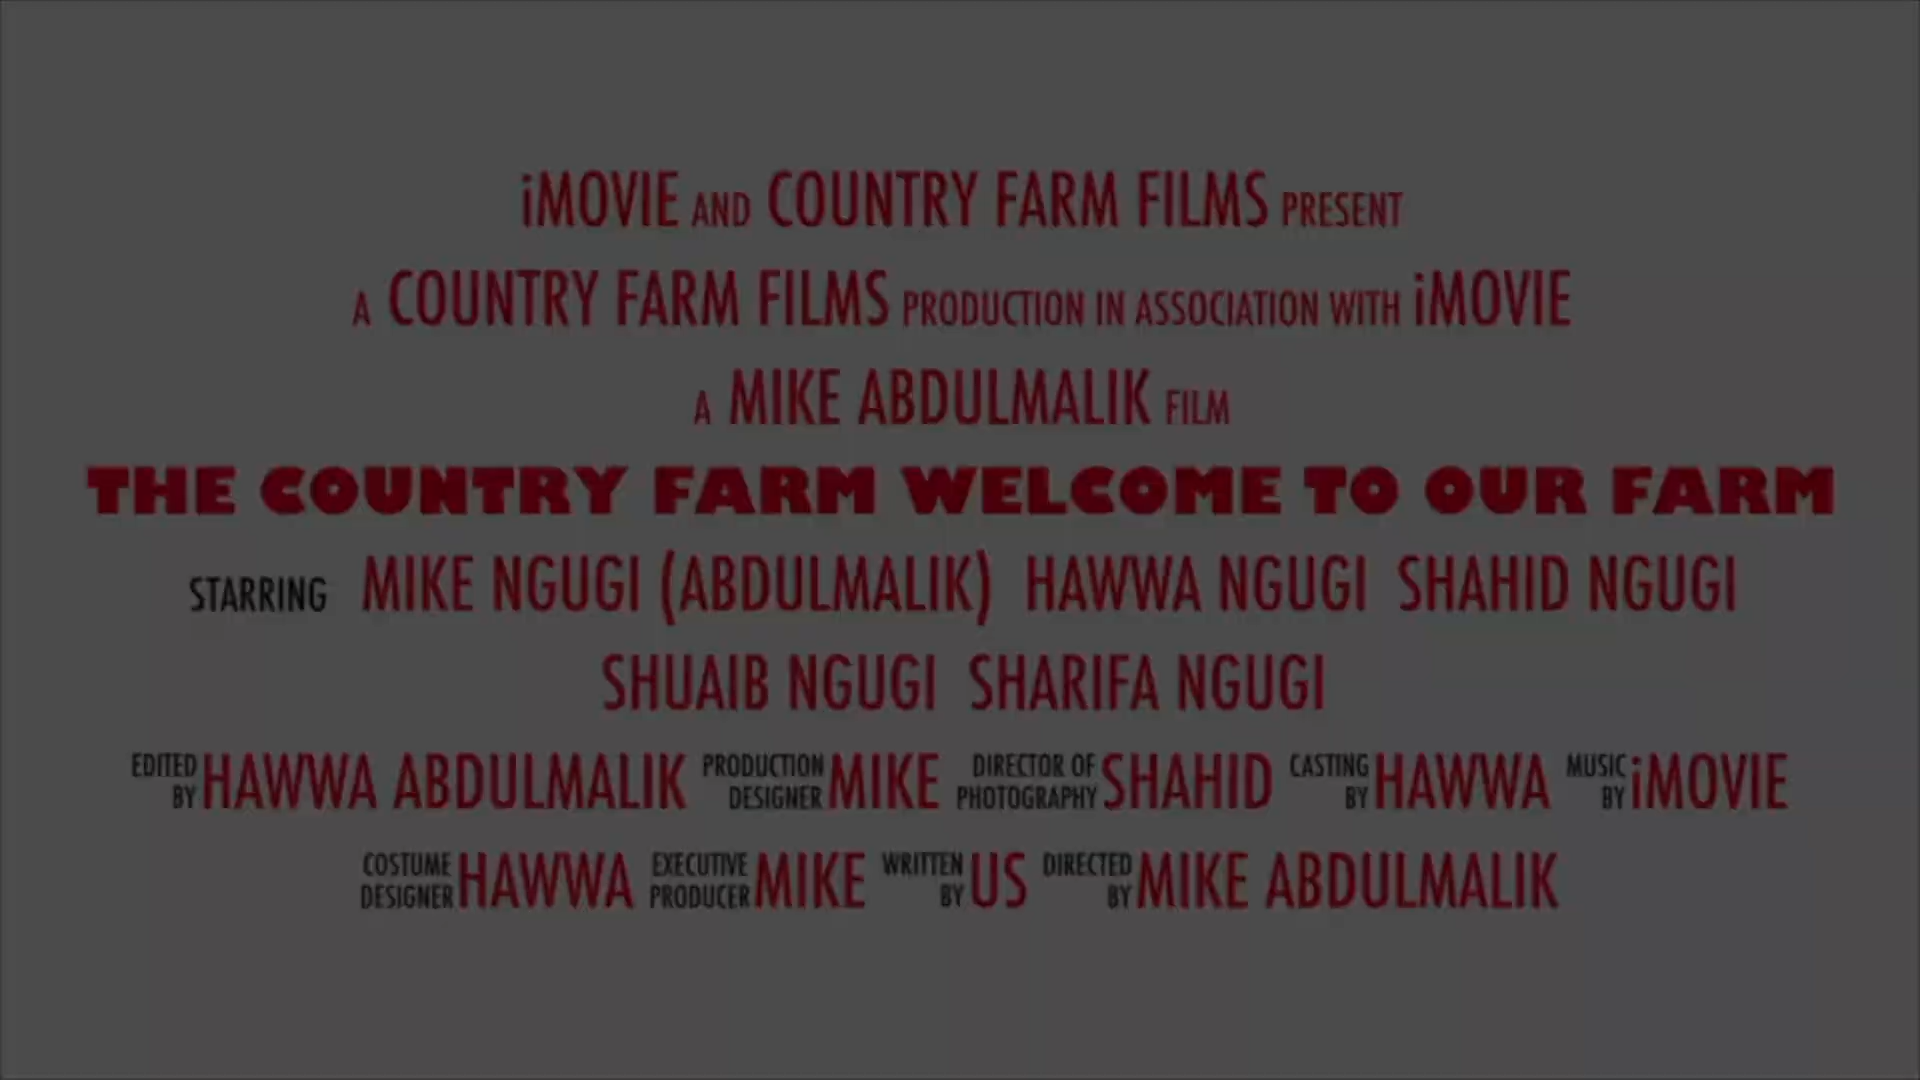 iMOVIE AND COUNTRY FARM FILMS PRESENT
A COUNTRY FARM FILMS PRODUCTION IN ASSOCIATION WITH iMOVIE
A MIKE ABDULMALIK FILM
THE COUNTRY FARM WELCOME TO OUR FARM
STARRING MIKE NGUGI (ABDULMALIK) HAWWA NGUGI SHAHID NGUGI
SHUAIB NGUGI SHARIFA NGUGI
EDITED BY HAWWA ABDULMALIK PRODUCTION DESIGNER MIKE DIRECTOR OF PHOTOGRAPHY SHAHID CASTING BY HAWWA MUSIC BY iMOVIE
COSTUME DESIGNER HAWWA EXECUTIVE PRODUCER MIKE WRITTEN BY US DIRECTED BY MIKE ABDULMALIK